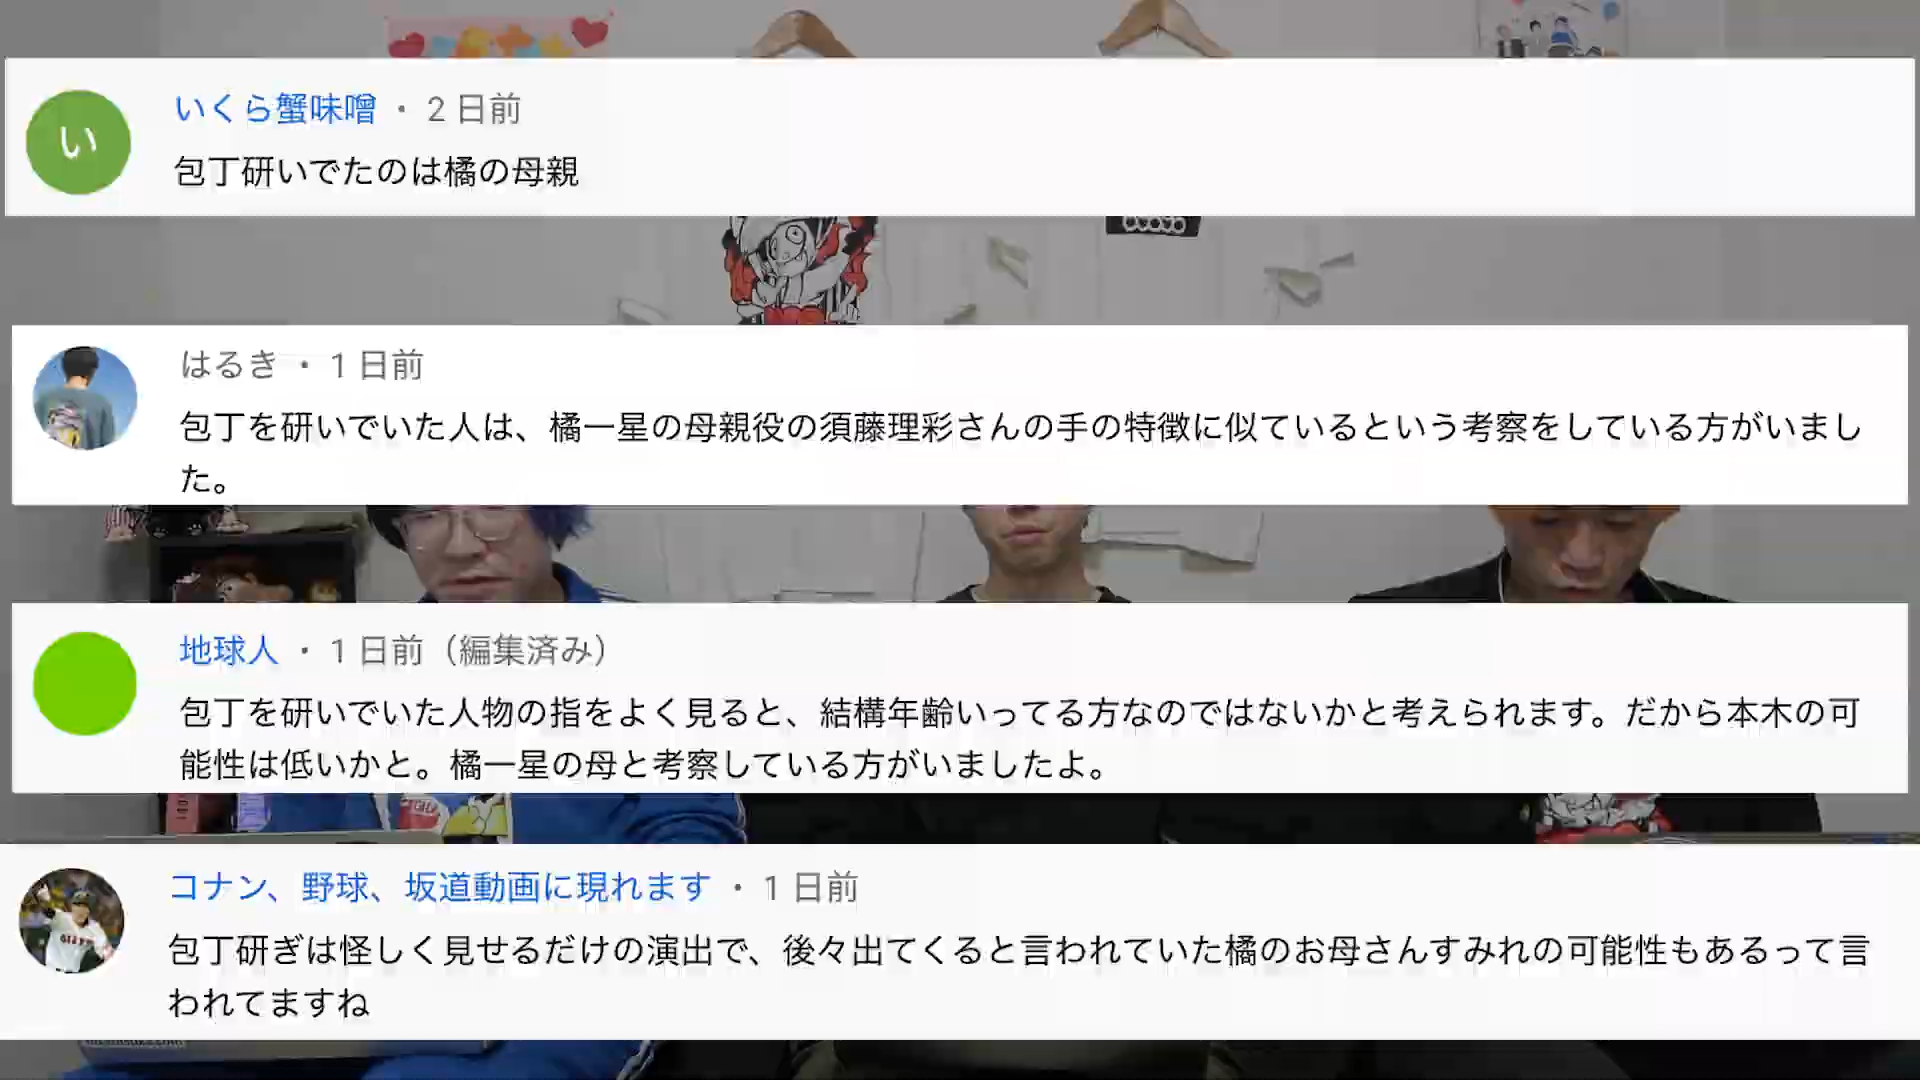 い
いくら蟹味噌 ・ 2 日前
包丁研いでたのは橘の母親
はるき ・ 1 日前
包丁を研いでいた人は、橘一星の母親役の須藤理彩さんの手の特徴に似ているという考察をしている方がいまし
た。
地球人 ・ 1 日前（編集済み）
包丁を研いでいた人物の指をよく見ると、結構年齢いってる方なのではないかと考えられます。だから本木の可
能性は低いかと。橘一星の母と考察している方がいましたよ。
コナン、野球、坂道動画に現れます ・ 1 日前
包丁研ぎは怪しく見せるだけの演出で、後々出てくると言われていた橘のお母さんすみれの可能性もあるって言
われてますね